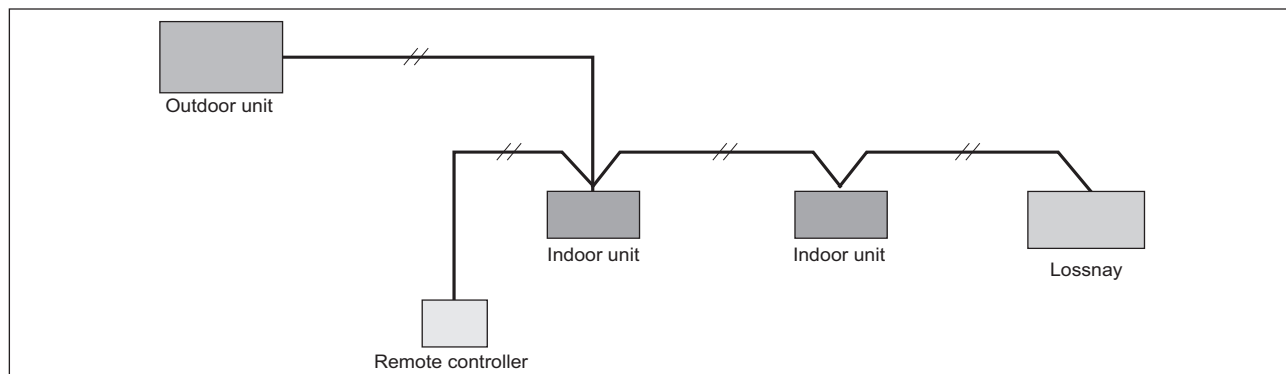 Outdoor unit
Indoor unit
Indoor unit
Lossnay
Remote controller